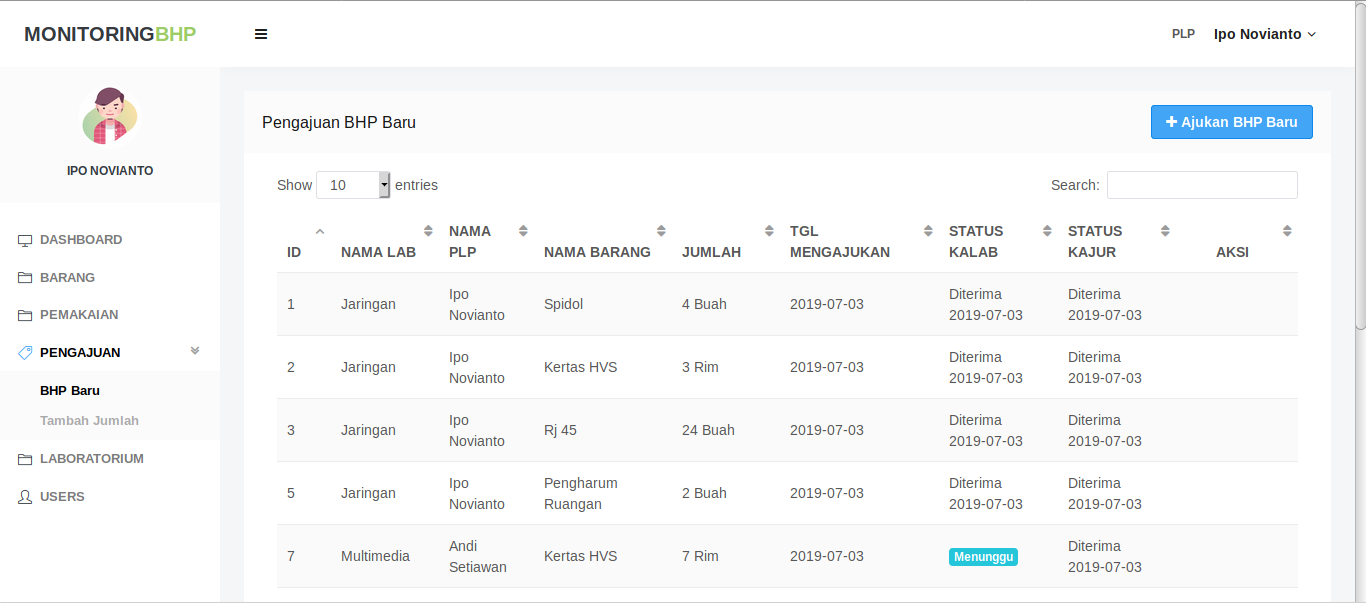 MONITORINGBHP
PLP Ipo Novianto
IPO NOVIANTO
DASHBOARD
BARANG
PEMAKAIAN
PENGAJUAN
BHP Baru
Tambah Jumlah
LABORATORIUM
USERS
Pengajuan BHP Baru
Ajukan BHP Baru
Show 10 entries
Search:
ID NAMA LAB NAMA PLP NAMA BARANG JUMLAH TGL MENGAJUKAN STATUS KALAB STATUS KAJUR AKSI
1 Jaringan Ipo Novianto Spidol 4 Buah 2019-07-03 Diterima 2019-07-03 Diterima 2019-07-03
2 Jaringan Ipo Novianto Kertas HVS 3 Rim 2019-07-03 Diterima 2019-07-03 Diterima 2019-07-03
3 Jaringan Ipo Novianto Rj 45 24 Buah 2019-07-03 Diterima 2019-07-03 Diterima 2019-07-03
5 Jaringan Ipo Novianto Pengharum Ruangan 2 Buah 2019-07-03 Diterima 2019-07-03 Diterima 2019-07-03
7 Multimedia Andi Setiawan Kertas HVS 7 Rim 2019-07-03 Menunggu Diterima 2019-07-03